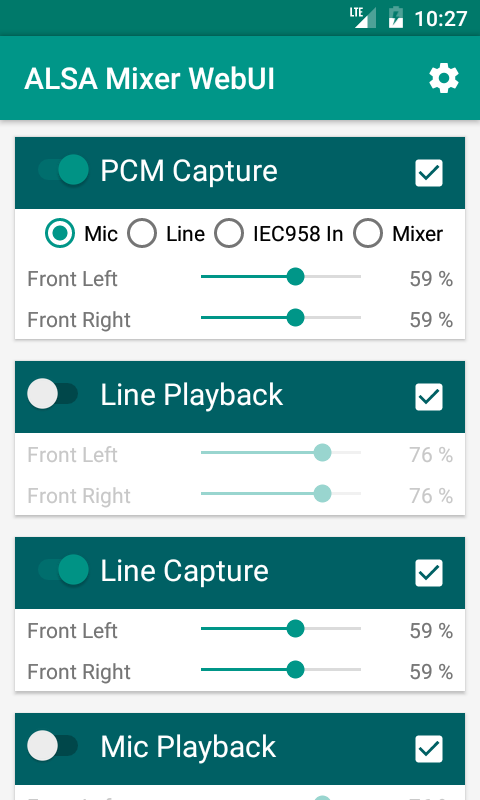 LTE 10:27
ALSA Mixer WebUI
PCM Capture
Mic Line IEC958 In Mixer
Front Left 59 %
Front Right 59 %
Line Playback
Front Left 76 %
Front Right 76 %
Line Capture
Front Left 59 %
Front Right 59 %
Mic Playback